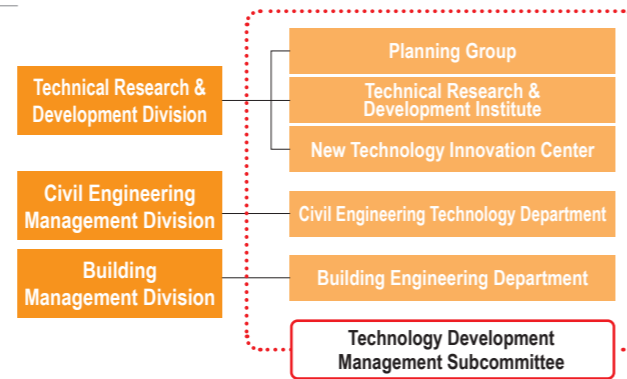 Technical Research &
Development Division
Planning Group
Technical Research &
Development Institute
New Technology Innovation Center
Civil Engineering
Management Division
Civil Engineering Technology Department
Building
Management Division
Building Engineering Department
Technology Development
Management Subcommittee